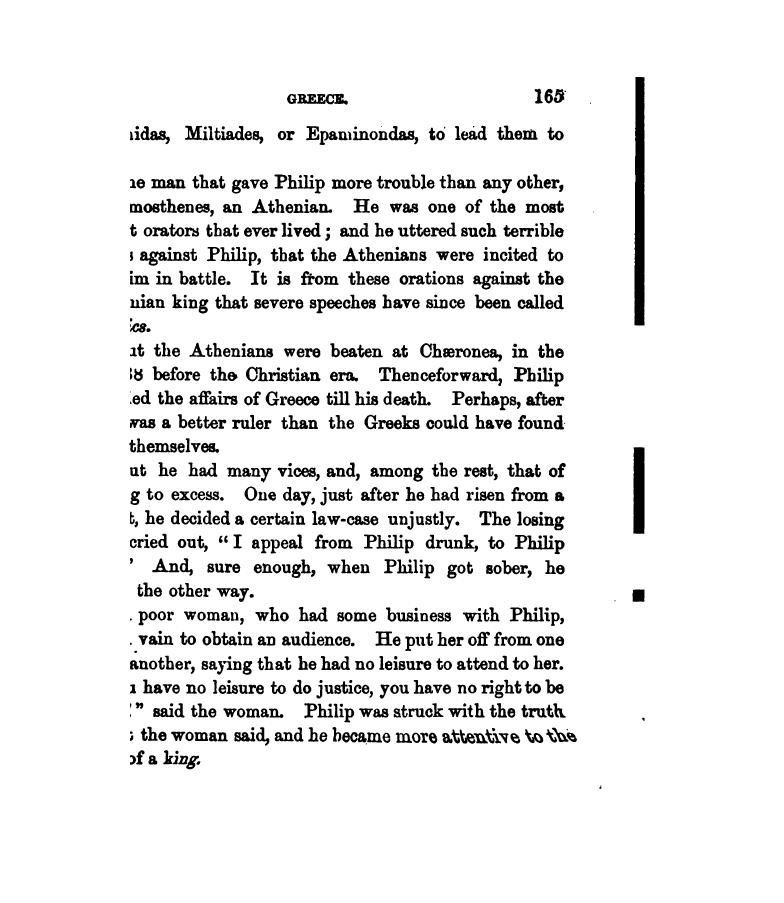 GREECE. 165
idas, Miltiades, or Epaminondas, to lead them to
man that gave Philip more trouble than any other,
mosthenes, an Athenian. He was one of the most
t orators that ever lived ; and he uttered such terrible
against Philip, that the Athenians were incited to
im in battle. It is from these orations against the
nian king that severe speeches have since been called
cs.
the Athenians were beaten at Chæronea, in the
8 before the Christian era. Thenceforward, Philip
ed the affairs of Greece till his death. Perhaps, after
was a better ruler than the Greeks could have found
themselves.
ut he had many vices, and, among the rest, that of
g to excess. One day, just after he had risen from a
t, he decided a certain law-case unjustly. The losing
cried out, “ I appeal from Philip drunk, to Philip
’ And, sure enough, when Philip got sober, he
the other way.
poor woman, who had some business with Philip,
vain to obtain an audience. He put her off from one
another, saying that he had no leisure to attend to her.
have no leisure to do justice, you have no right to be
!” said the woman. Philip was struck with the truth
the woman said, and he became more attentive to the
of a king.